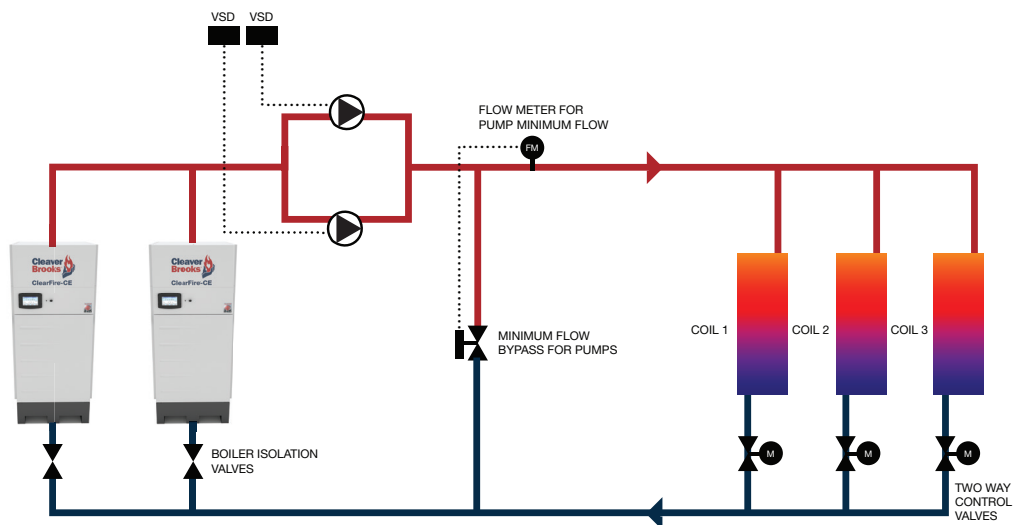 VSD VSD
FLOW METER FOR
PUMP MINIMUM FLOW
FM
Cleaver
Brooks
ClearFire-CE
Cleaver
Brooks
ClearFire-CE
MINIMUM FLOW
BYPASS FOR PUMPS
COIL 1
COIL 2
COIL 3
BOILER ISOLATION
VALVES
M
M
M
TWO WAY
CONTROL
VALVES